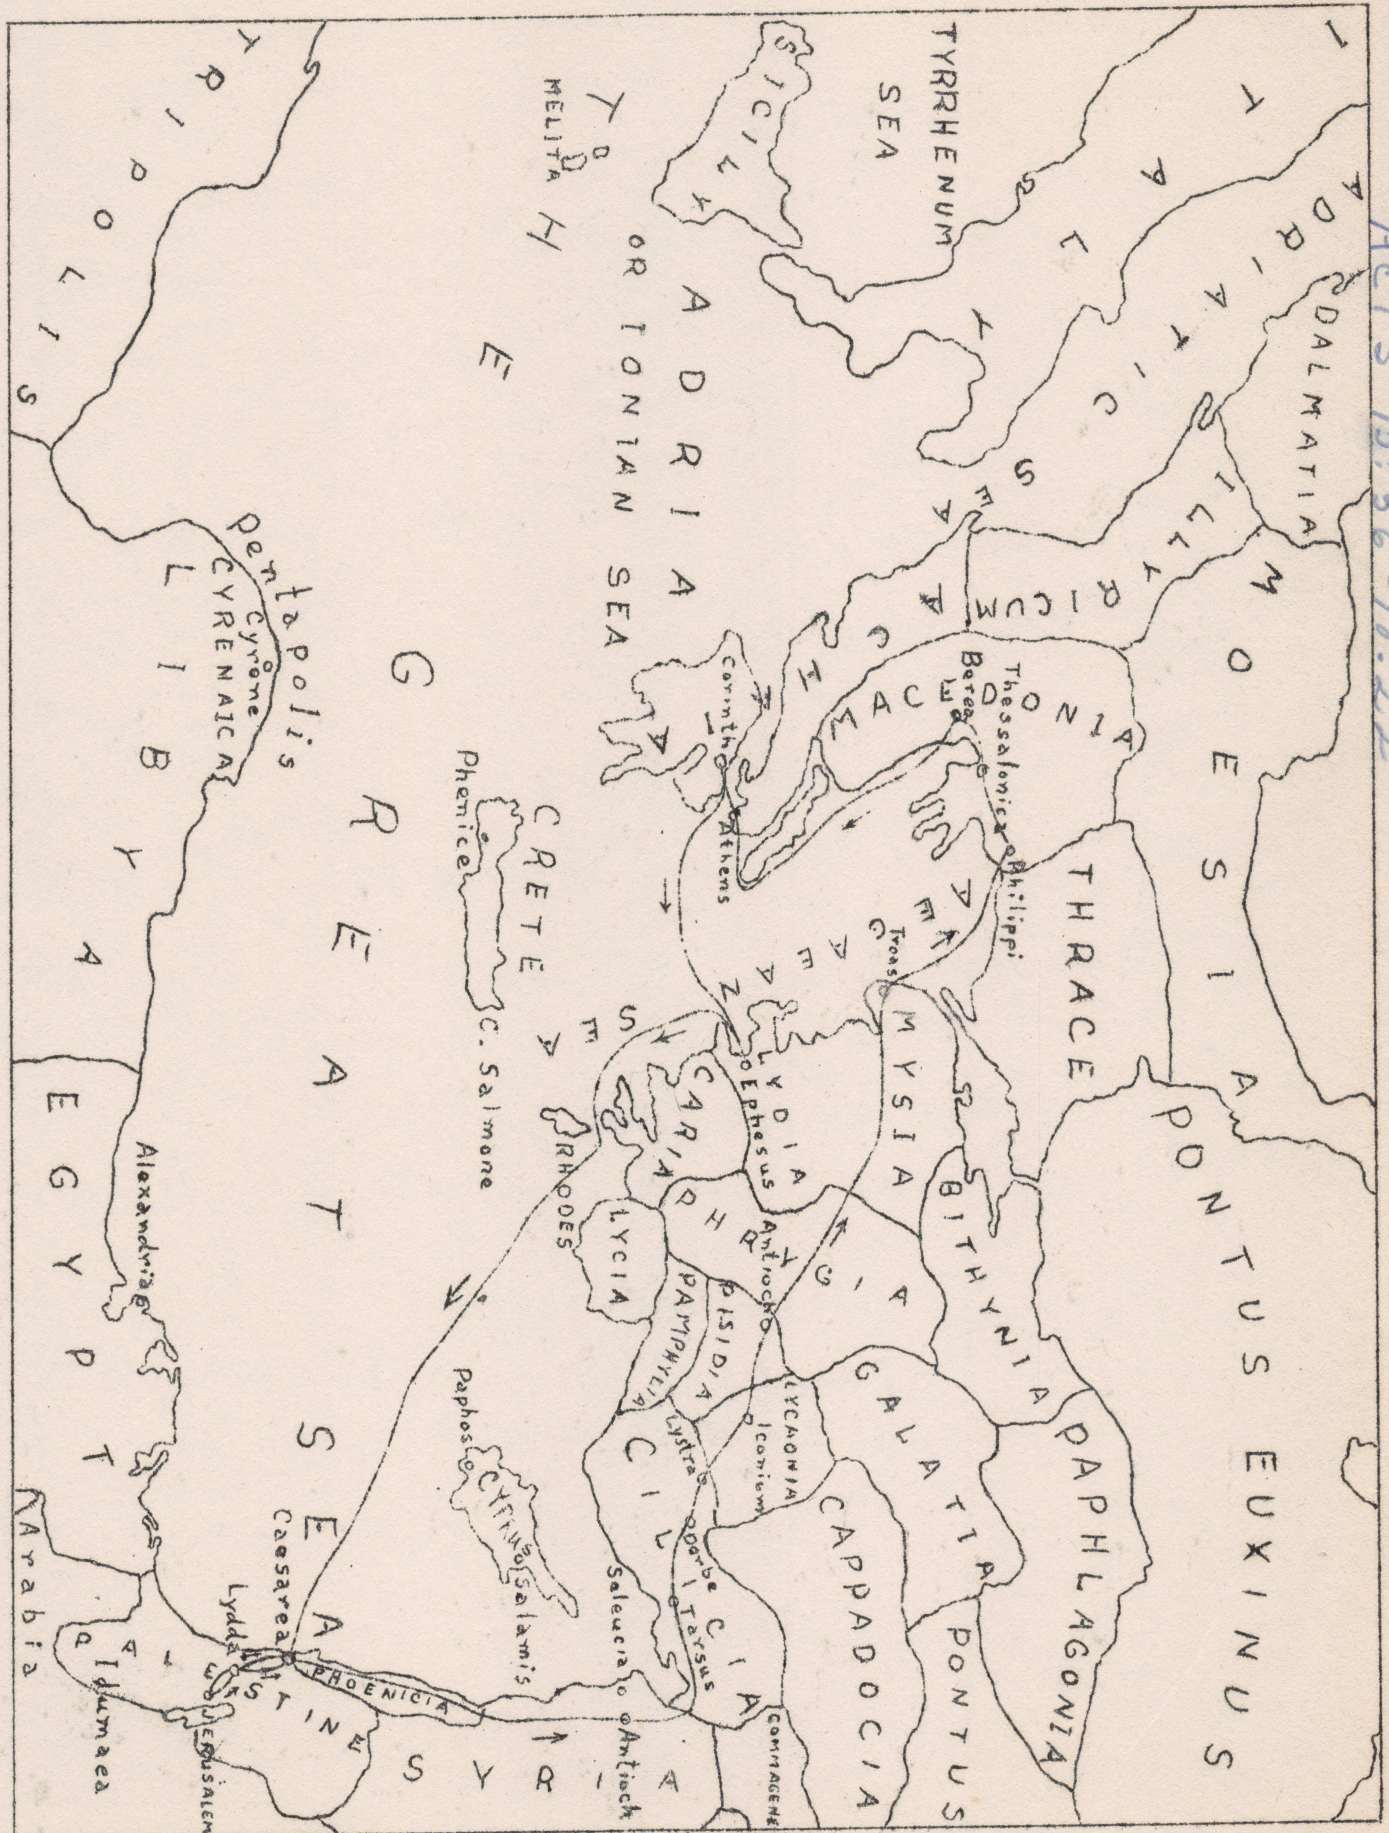 ACTS 15:36 18:22
ITALY
ADRIATIC SEA
DALMATIA
ILLYRICUM
MOESIA
PONTUS EUXINUS
TYRRHENUM
SEA
SICILY
MELITA
ADRIA
OR IONIAN SEA
MACEDONIA
Thessalonica
Berea
Philippi
THRACE
ACHAIA
Corinth
Athens
AEGEAN SEA
Troas
MYSIA
BITHYNIA
PAPHLAGONIA
PONTUS
GALATIA
CAPPADOCIA
LYDIA
Ephesus
PHRYGIA
Antioch
LYCAONIA
Iconium
CARIA
LYCIA
PISIDIA
PAMPHYLIA
Lystra
Derbe
CILICIA
Tarsus
COMMAGENE
RHODES
CRETE
Phenice
C. Salmone
Paphos
CYPRUS
Salamis
Saleucia
Antioch
SYRIA
THE GREAT SEA
PHOENICIA
Caesarea
Lydda
PALESTINE
JERUSALEM
Idumaea
Arabia
TRIPOLIS
Pentapolis
Cyrene
CYRENAICA
LIBYA
Alexandria
EGYPT